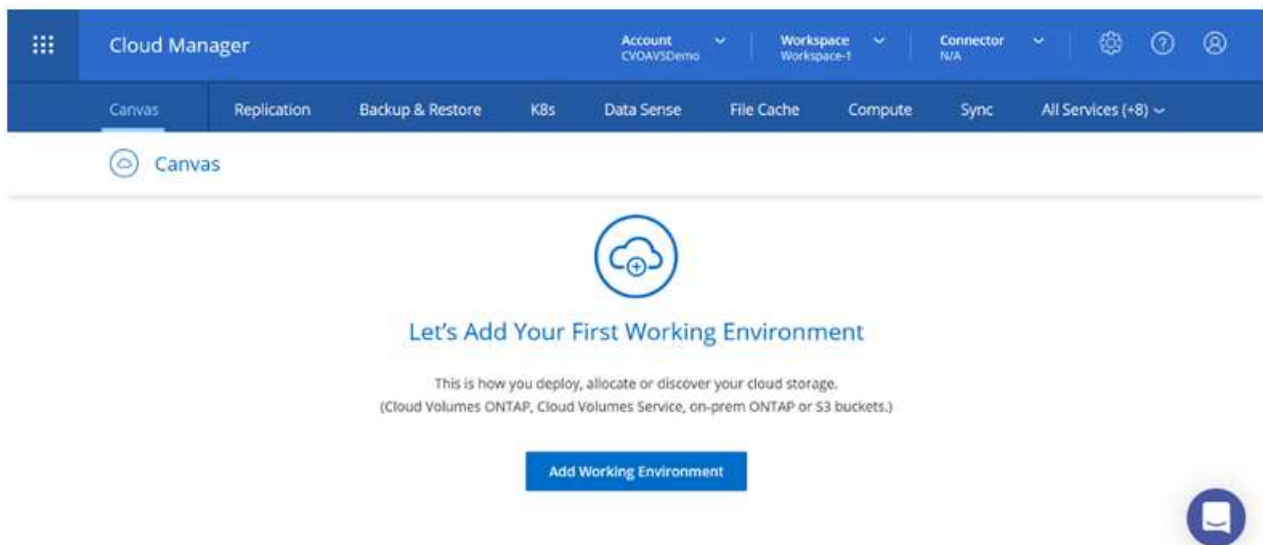 Cloud Manager
Account
CVOAVSDemo
Workspace
Workspace-1
Connector
N/A
Canvas
Replication
Backup & Restore
K8s
Data Sense
File Cache
Compute
Sync
All Services (+8)
Canvas
Let's Add Your First Working Environment
This is how you deploy, allocate or discover your cloud storage.
(Cloud Volumes ONTAP, Cloud Volumes Service, on-prem ONTAP or S3 buckets.)
Add Working Environment